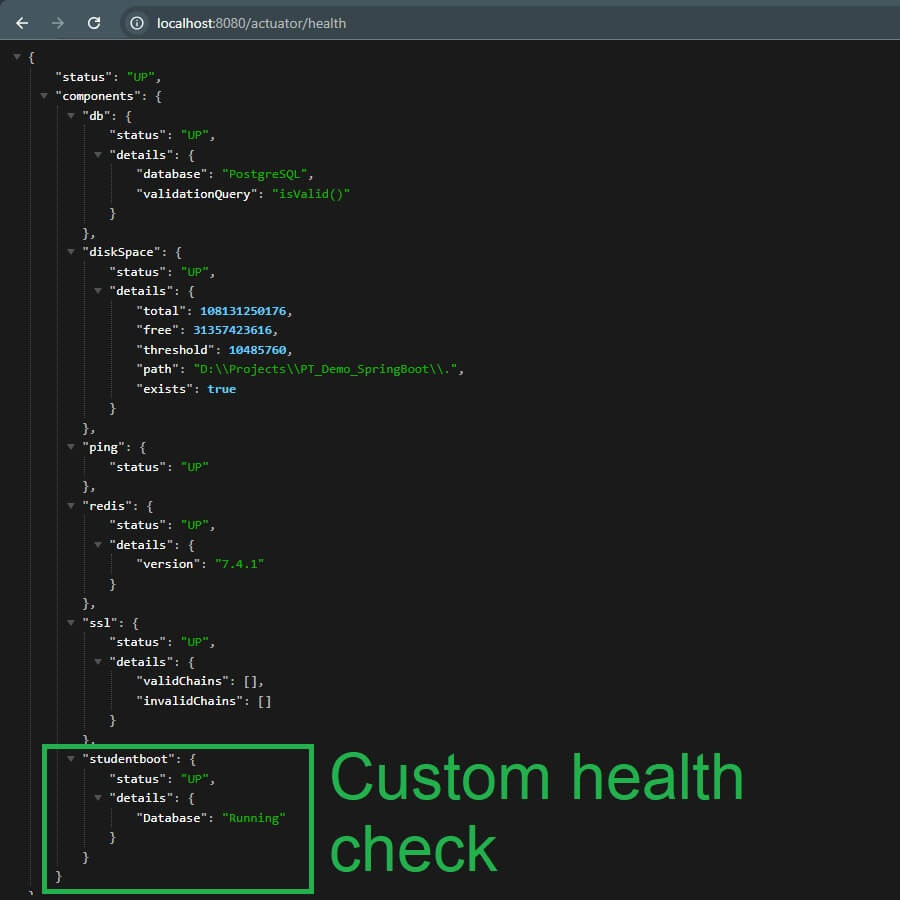 localhost:8080/actuator/health
{
"status": "UP",
"components": {
"db": {
"status": "UP",
"details": {
"database": "PostgreSQL",
"validationQuery": "isValid()"
}
},
"diskSpace": {
"status": "UP",
"details": {
"total": 108131250176,
"free": 31357423616,
"threshold": 10485760,
"path": "D:\\Projects\\PT_Demo_SpringBoot\\.",
"exists": true
}
},
"ping": {
"status": "UP"
},
"redis": {
"status": "UP",
"details": {
"version": "7.4.1"
}
},
"ssl": {
"status": "UP",
"details": {
"validChains": [],
"invalidChains": []
}
},
"studentboot": {
"status": "UP",
"details": {
"Database": "Running"
}
}
}
}
Custom health
check